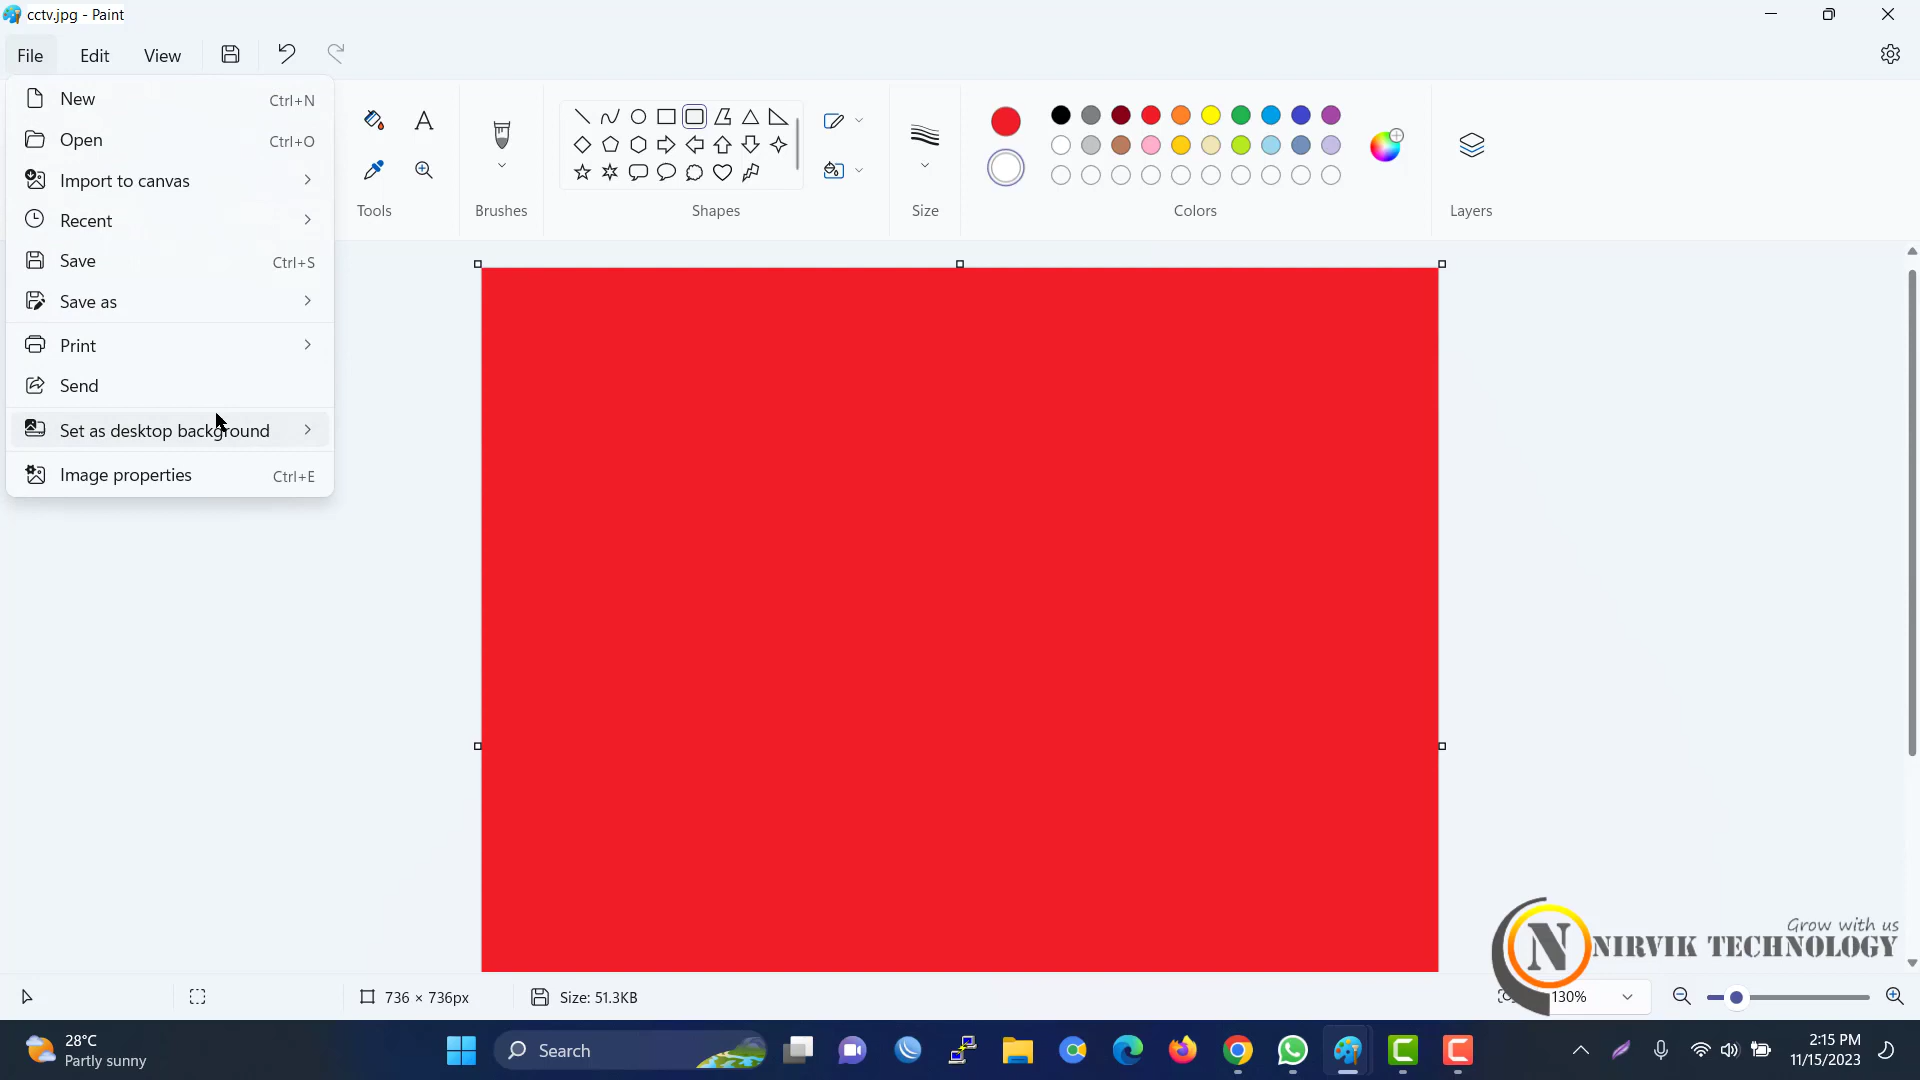 cctv.jpg - Paint
File Edit View
New Ctrl+N
Open Ctrl+O
Import to canvas
Recent
Save Ctrl+S
Save as
Print
Send
Set as desktop background
Image properties Ctrl+E
Tools Brushes Shapes Size Colors Layers
Grow with us
NIRVIK TECHNOLOGY
736 × 736px Size: 51.3KB 130%
28°C
Partly sunny
Search
2:15 PM
11/15/2023